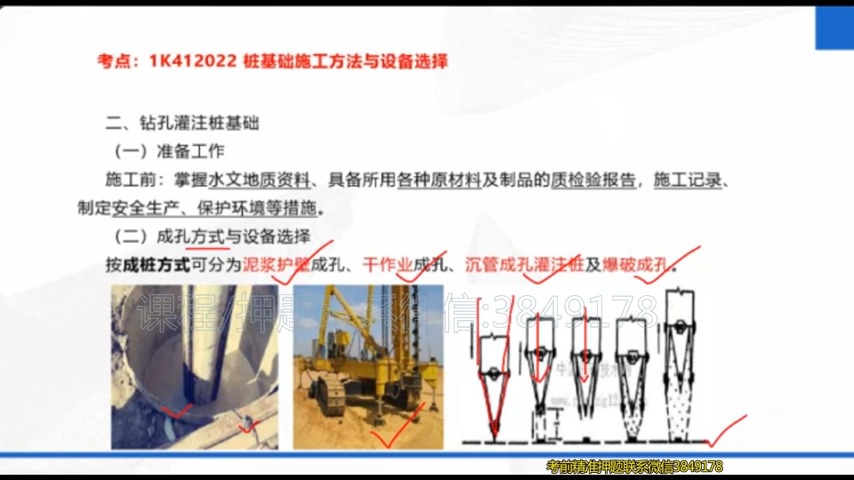 考点：1K412022 桩基础施工方法与设备选择
二、钻孔灌注桩基础
（一）准备工作
施工前：掌握水文地质资料、具备所用各种原材料及制品的质检验报告，施工记录、
制定安全生产、保护环境等措施。
（二）成孔方式与设备选择
按成桩方式可分为泥浆护壁成孔、干作业成孔、沉管成孔灌注桩及爆破成孔。
微信:3849178
考前精准押题联系微信3849178